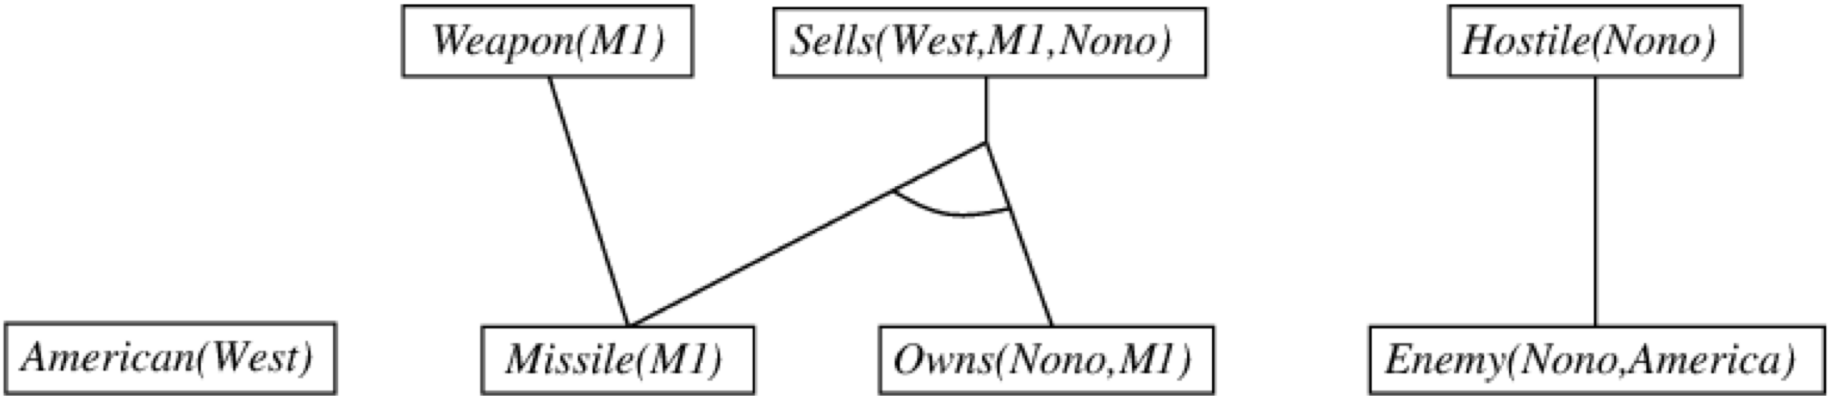 Weapon(M1)
Sells(West,M1,Nono)
Hostile(Nono)
American(West)
Missile(M1)
Owns(Nono,M1)
Enemy(Nono,America)